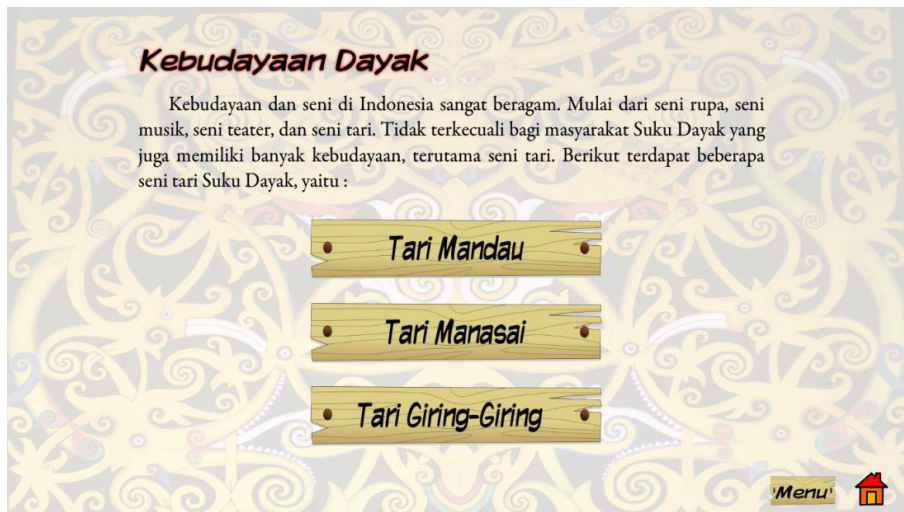 Kebudayaan Dayak
Kebudayaan dan seni di Indonesia sangat beragam. Mulai dari seni rupa, seni
musik, seni teater, dan seni tari. Tidak terkecuali bagi masyarakat Suku Dayak yang
juga memiliki banyak kebudayaan, terutama seni tari. Berikut terdapat beberapa
seni tari Suku Dayak, yaitu :
Tari Mandau
Tari Manasai
Tari Giring-Giring
Menu